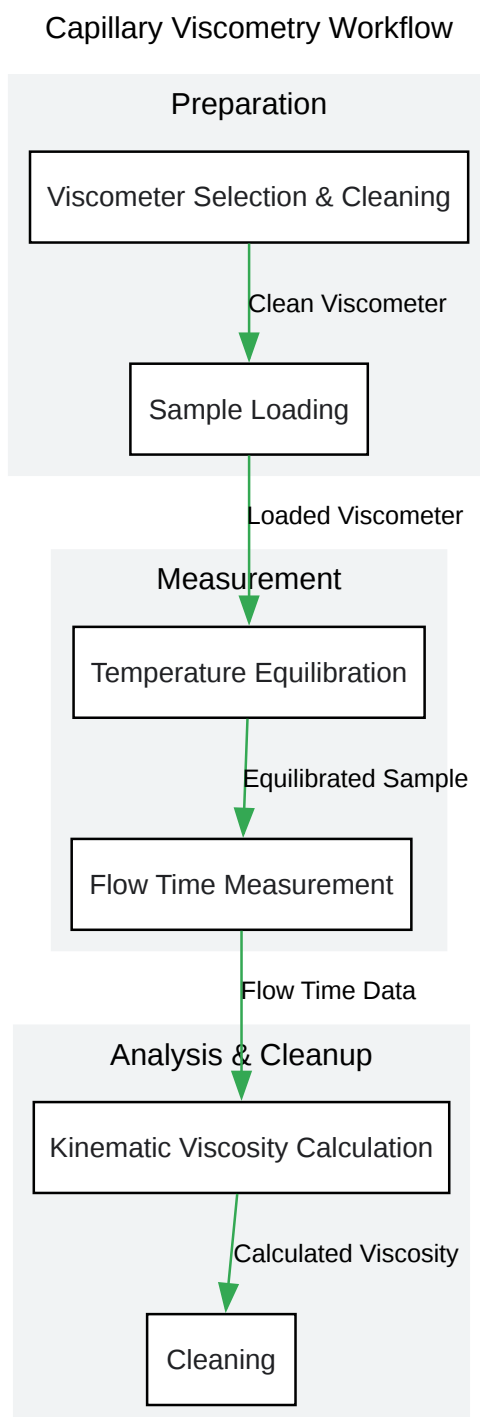 Capillary Viscometry Workflow
Preparation
Viscometer Selection & Cleaning
Clean Viscometer
Sample Loading
Loaded Viscometer
Measurement
Temperature Equilibration
Equilibrated Sample
Flow Time Measurement
Flow Time Data
Analysis & Cleanup
Kinematic Viscosity Calculation
Calculated Viscosity
Cleaning